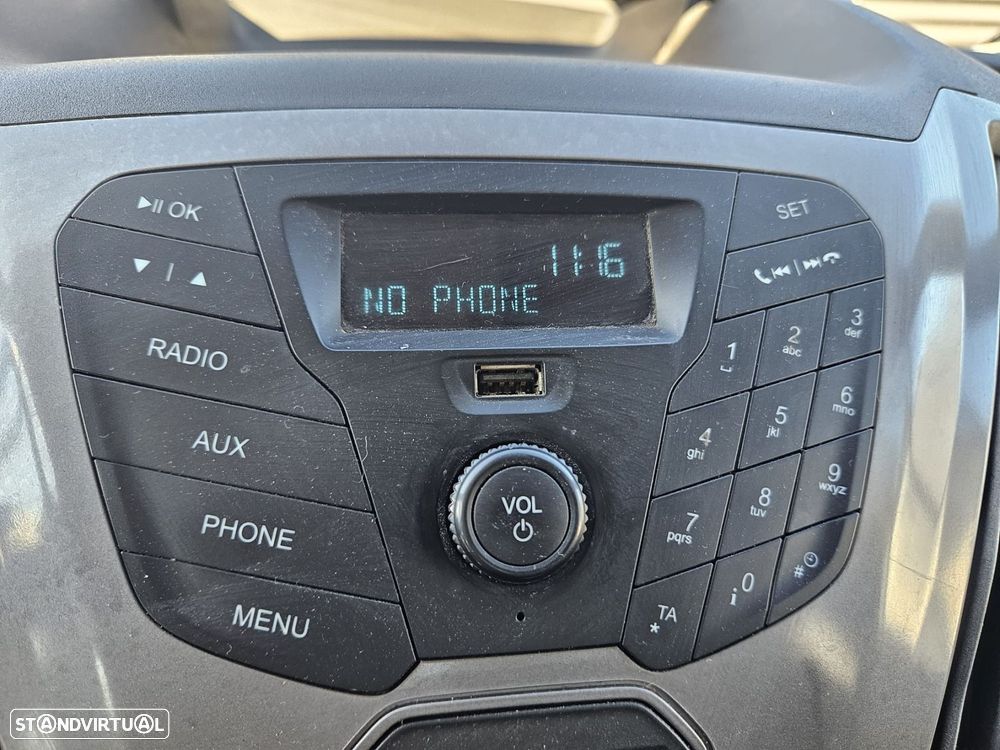 ▶II OK
▼ | ▲
RADIO
AUX
PHONE
MENU
11:16
NO PHONE
VOL
SET
1
2
abc
3
def
4
ghi
5
jkl
6
mno
7
pqrs
8
tuv
9
wxyz
TA
*
i 0
#
STANDVIRTUAL